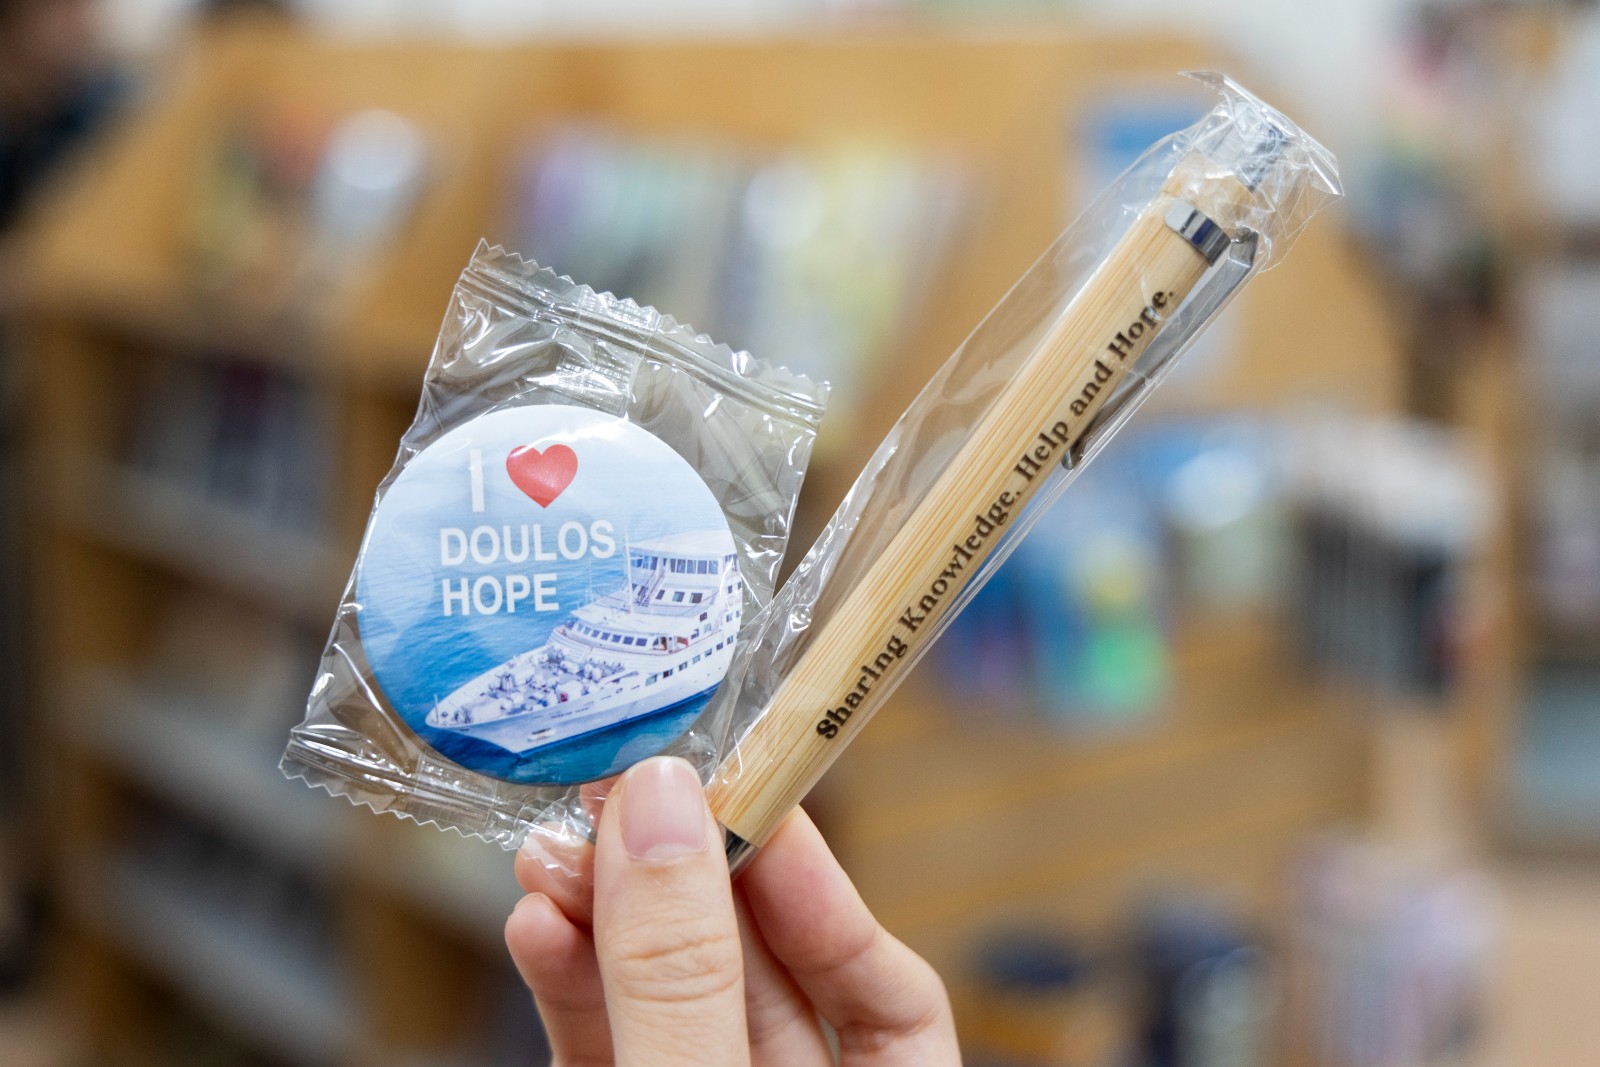 I ❤
DOULOS
HOPE
Sharing Knowledge, Help and Hope.